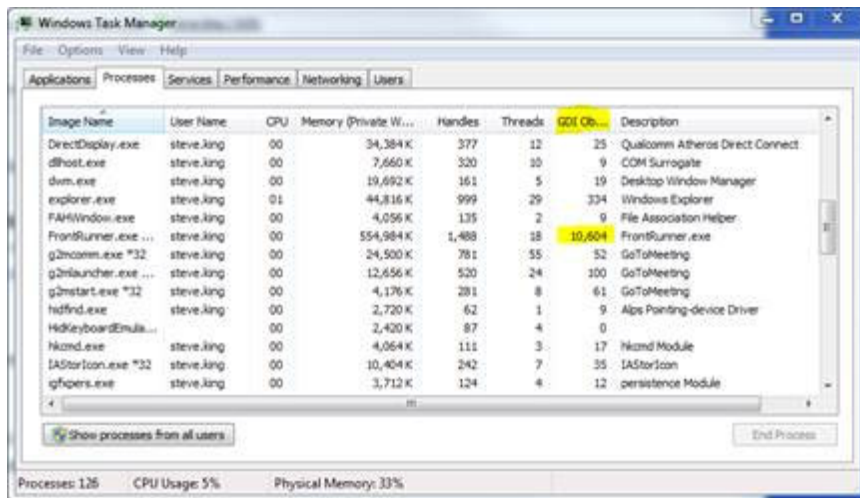 Windows Task Manager
File Options View Help
Applications Processes Services Performance Networking Users
Image Name User Name CPU Memory (Private W... Handles Threads GDI Ob... Description
DirectDisplay.exe steve.king 00 34,384 K 377 12 25 Qualcomm Atheros Direct Connect
dllhost.exe steve.king 00 7,660 K 320 10 9 COM Surrogate
dwm.exe steve.king 00 19,692 K 161 5 19 Desktop Window Manager
explorer.exe steve.king 01 44,816 K 999 29 334 Windows Explorer
FAHWindow.exe steve.king 00 4,056 K 135 2 9 File Association Helper
FrontRunner.exe ... steve.king 00 554,984 K 1,488 18 10,604 FrontRunner.exe
g2mcomm.exe *32 steve.king 00 24,500 K 781 55 52 GoToMeeting
g2mlauncher.exe ... steve.king 00 12,656 K 520 24 100 GoToMeeting
g2mstart.exe *32 steve.king 00 4,176 K 281 8 61 GoToMeeting
hidfind.exe steve.king 00 2,720 K 62 1 9 Alps Pointing-device Driver
HidKeyboardEmula... 00 2,420 K 87 4 0
hkcmd.exe steve.king 00 4,064 K 111 3 17 hkcmd Module
IAStorIcon.exe *32 steve.king 00 10,404 K 242 7 35 IAStorIcon
igfxpers.exe steve.king 00 3,712 K 124 4 12 persistence Module
Show processes from all users End Process
Processes: 126 CPU Usage: 5% Physical Memory: 33%